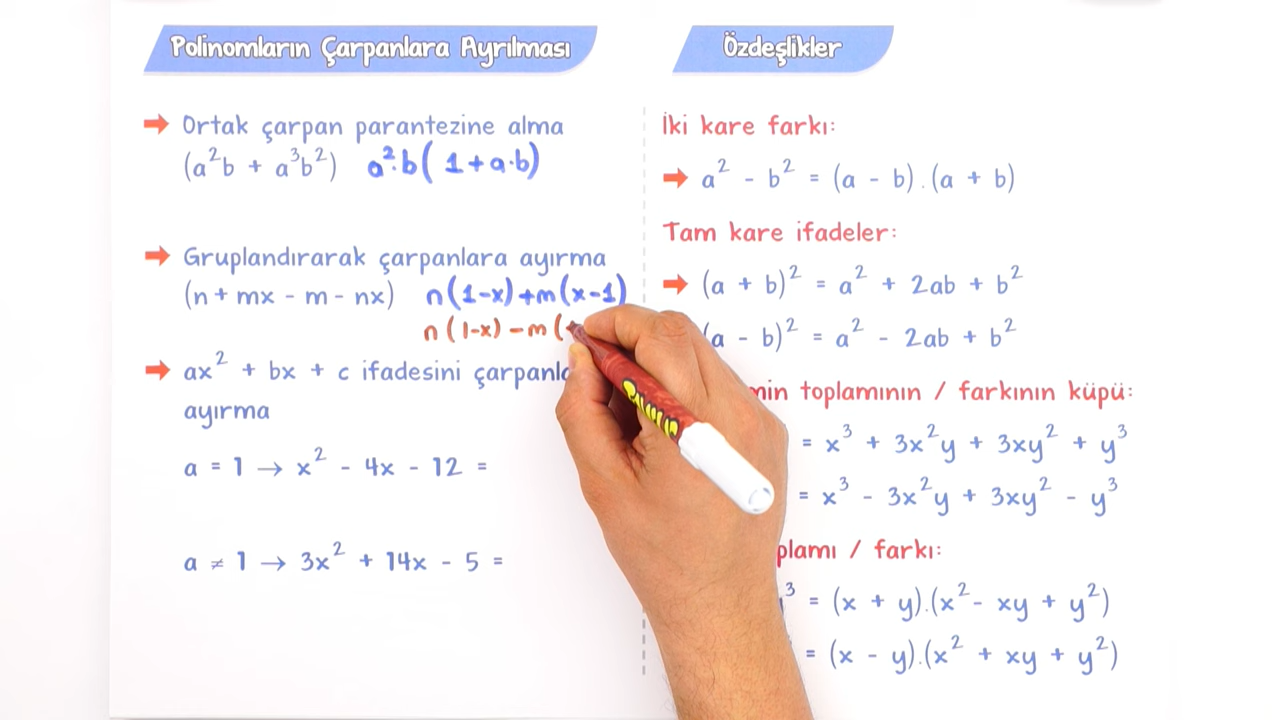 Polinomların Çarpanlara Ayrılması
→ Ortak çarpan parantezine alma
(a²b + a³b²) a²·b( 1+a·b)
→ Gruplandırarak çarpanlara ayırma
(n + mx - m - nx) n(1-x)+m(x-1)
n(1-x)-m(
→ ax² + bx + c ifadesini
ayırma
a = 1 → x² - 4x - 12 =
a ≠ 1 → 3x² + 14x - 5 =
Özdeşlikler
İki kare farkı:
→ a² - b² = (a - b).(a + b)
Tam kare ifadeler:
→ (a + b)² = a² + 2ab + b²
(a - b)² = a² - 2ab + b²
toplamının / farkının küpü:
= x³ + 3x²y + 3xy² + y³
= x³ - 3x²y + 3xy² - y³
/ farkı:
= (x + y).(x² - xy + y²)
= (x - y).(x² + xy + y²)